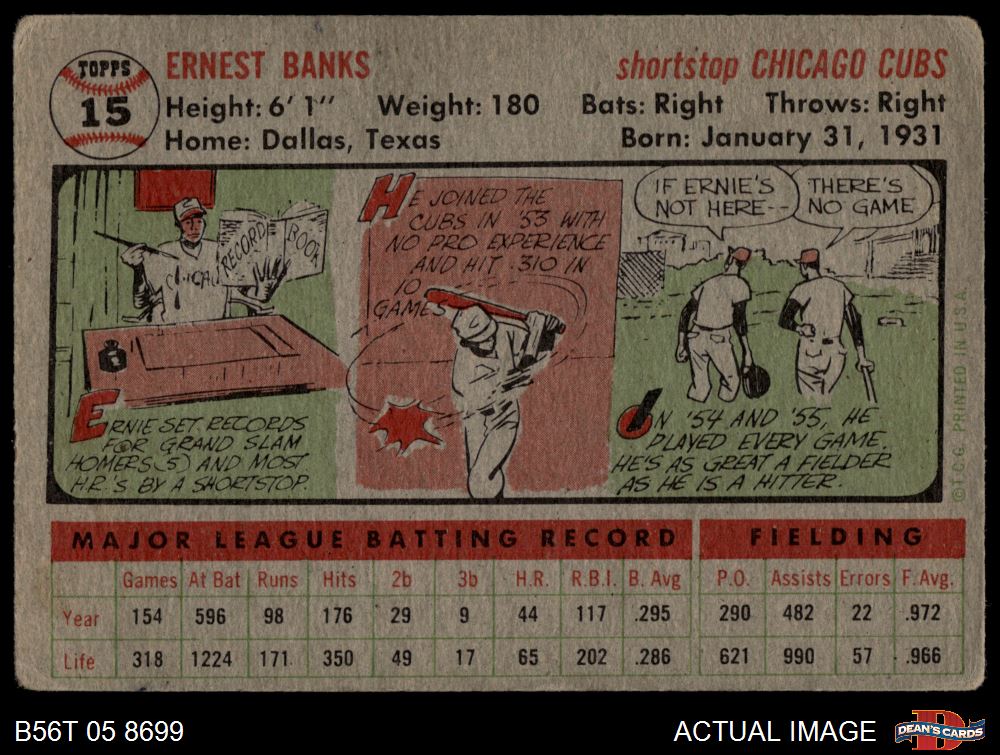 TOPPS
15
ERNEST BANKS
shortstop CHICAGO CUBS
Height: 6' 1" Weight: 180 Bats: Right Throws: Right
Home: Dallas, Texas Born: January 31, 1931
RECORD BOOK
CHICAG
ERNIE SET RECORDS
FOR GRAND SLAM
HOMERS (5) AND MOST
H.R.'S BY A SHORTSTOP.
HE JOINED THE
CUBS IN '53 WITH
NO PRO EXPERIENCE
AND HIT .310 IN
10
GAMES
IF ERNIE'S
NOT HERE--
THERE'S
NO GAME
IN '54 AND '55, HE
PLAYED EVERY GAME.
HE'S AS GREAT A FIELDER
AS HE IS A HITTER.
© T.C.G. PRINTED IN U.S.A.
MAJOR LEAGUE BATTING RECORD FIELDING
Games At Bat Runs Hits 2b 3b H.R. R.B.I. B. Avg P.O. Assists Errors F. Avg.
Year 154 596 98 176 29 9 44 117 .295 290 482 22 .972
Life 318 1224 171 350 49 17 65 202 .286 621 990 57 .966
B56T 05 8699
ACTUAL IMAGE
D
DEAN'S CARDS